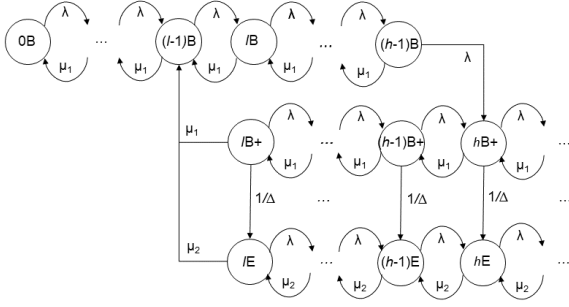 λ λ λ λ λ
0B ... (l-1)B lB ... (h-1)B
μ1 μ1 μ1 μ1 μ1 λ
μ1 λ λ λ λ
lB+ ... (h-1)B+ hB+ ...
μ1 μ1 μ1 μ1
1/Δ ... 1/Δ 1/Δ ...
μ2 λ λ λ λ
lE ... (h-1)E hE ...
μ2 μ2 μ2 μ2